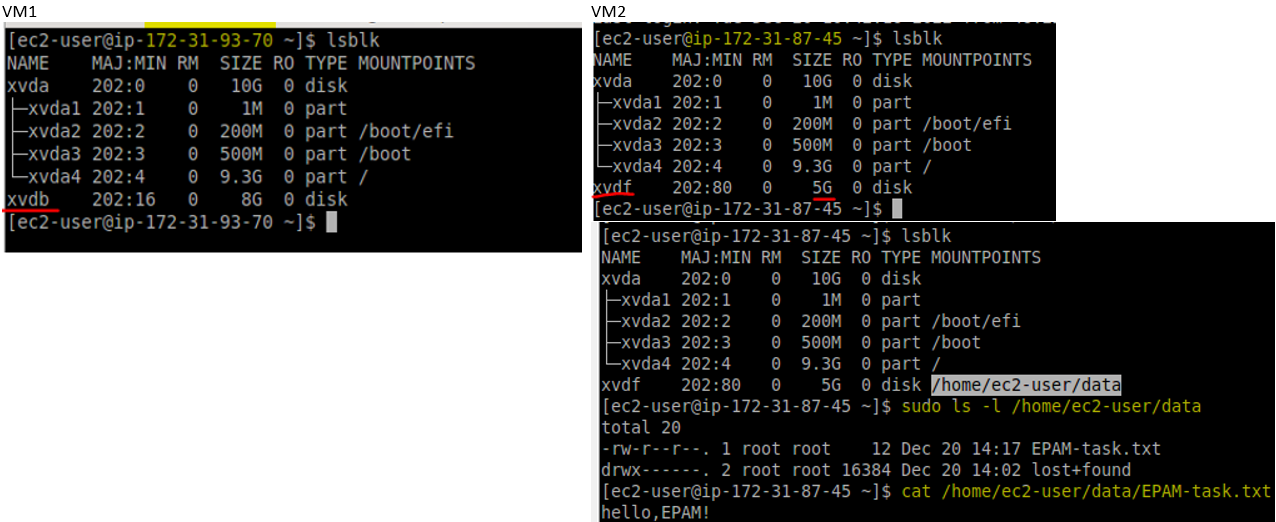 VM1
[ec2-user@ip-172-31-93-70 ~]$ lsblk
NAME    MAJ:MIN RM   SIZE RO TYPE MOUNTPOINTS
xvda    202:0    0    10G  0 disk
├─xvda1 202:1    0     1M  0 part
├─xvda2 202:2    0   200M  0 part /boot/efi
├─xvda3 202:3    0   500M  0 part /boot
└─xvda4 202:4    0   9.3G  0 part /
xvdb    202:16   0     8G  0 disk
[ec2-user@ip-172-31-93-70 ~]$
VM2
[ec2-user@ip-172-31-87-45 ~]$ lsblk
NAME    MAJ:MIN RM   SIZE RO TYPE MOUNTPOINTS
xvda    202:0    0    10G  0 disk
├─xvda1 202:1    0     1M  0 part
├─xvda2 202:2    0   200M  0 part /boot/efi
├─xvda3 202:3    0   500M  0 part /boot
└─xvda4 202:4    0   9.3G  0 part /
xvdf    202:80   0     5G  0 disk
[ec2-user@ip-172-31-87-45 ~]$
[ec2-user@ip-172-31-87-45 ~]$ lsblk
NAME    MAJ:MIN RM   SIZE RO TYPE MOUNTPOINTS
xvda    202:0    0    10G  0 disk
├─xvda1 202:1    0     1M  0 part
├─xvda2 202:2    0   200M  0 part /boot/efi
├─xvda3 202:3    0   500M  0 part /boot
└─xvda4 202:4    0   9.3G  0 part /
xvdf    202:80   0     5G  0 disk /home/ec2-user/data
[ec2-user@ip-172-31-87-45 ~]$ sudo ls -l /home/ec2-user/data
total 20
-rw-r--r--. 1 root root    12 Dec 20 14:17 EPAM-task.txt
drwx------. 2 root root 16384 Dec 20 14:02 lost+found
[ec2-user@ip-172-31-87-45 ~]$ cat /home/ec2-user/data/EPAM-task.txt
hello,EPAM!